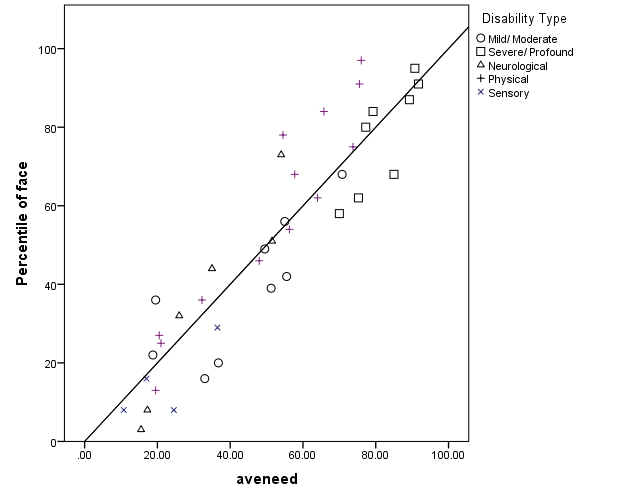 Disability Type
Mild/ Moderate
Severe/ Profound
Neurological
Physical
Sensory
Percentile of face
100
80
60
40
20
0
.00 20.00 40.00 60.00 80.00 100.00
aveneed